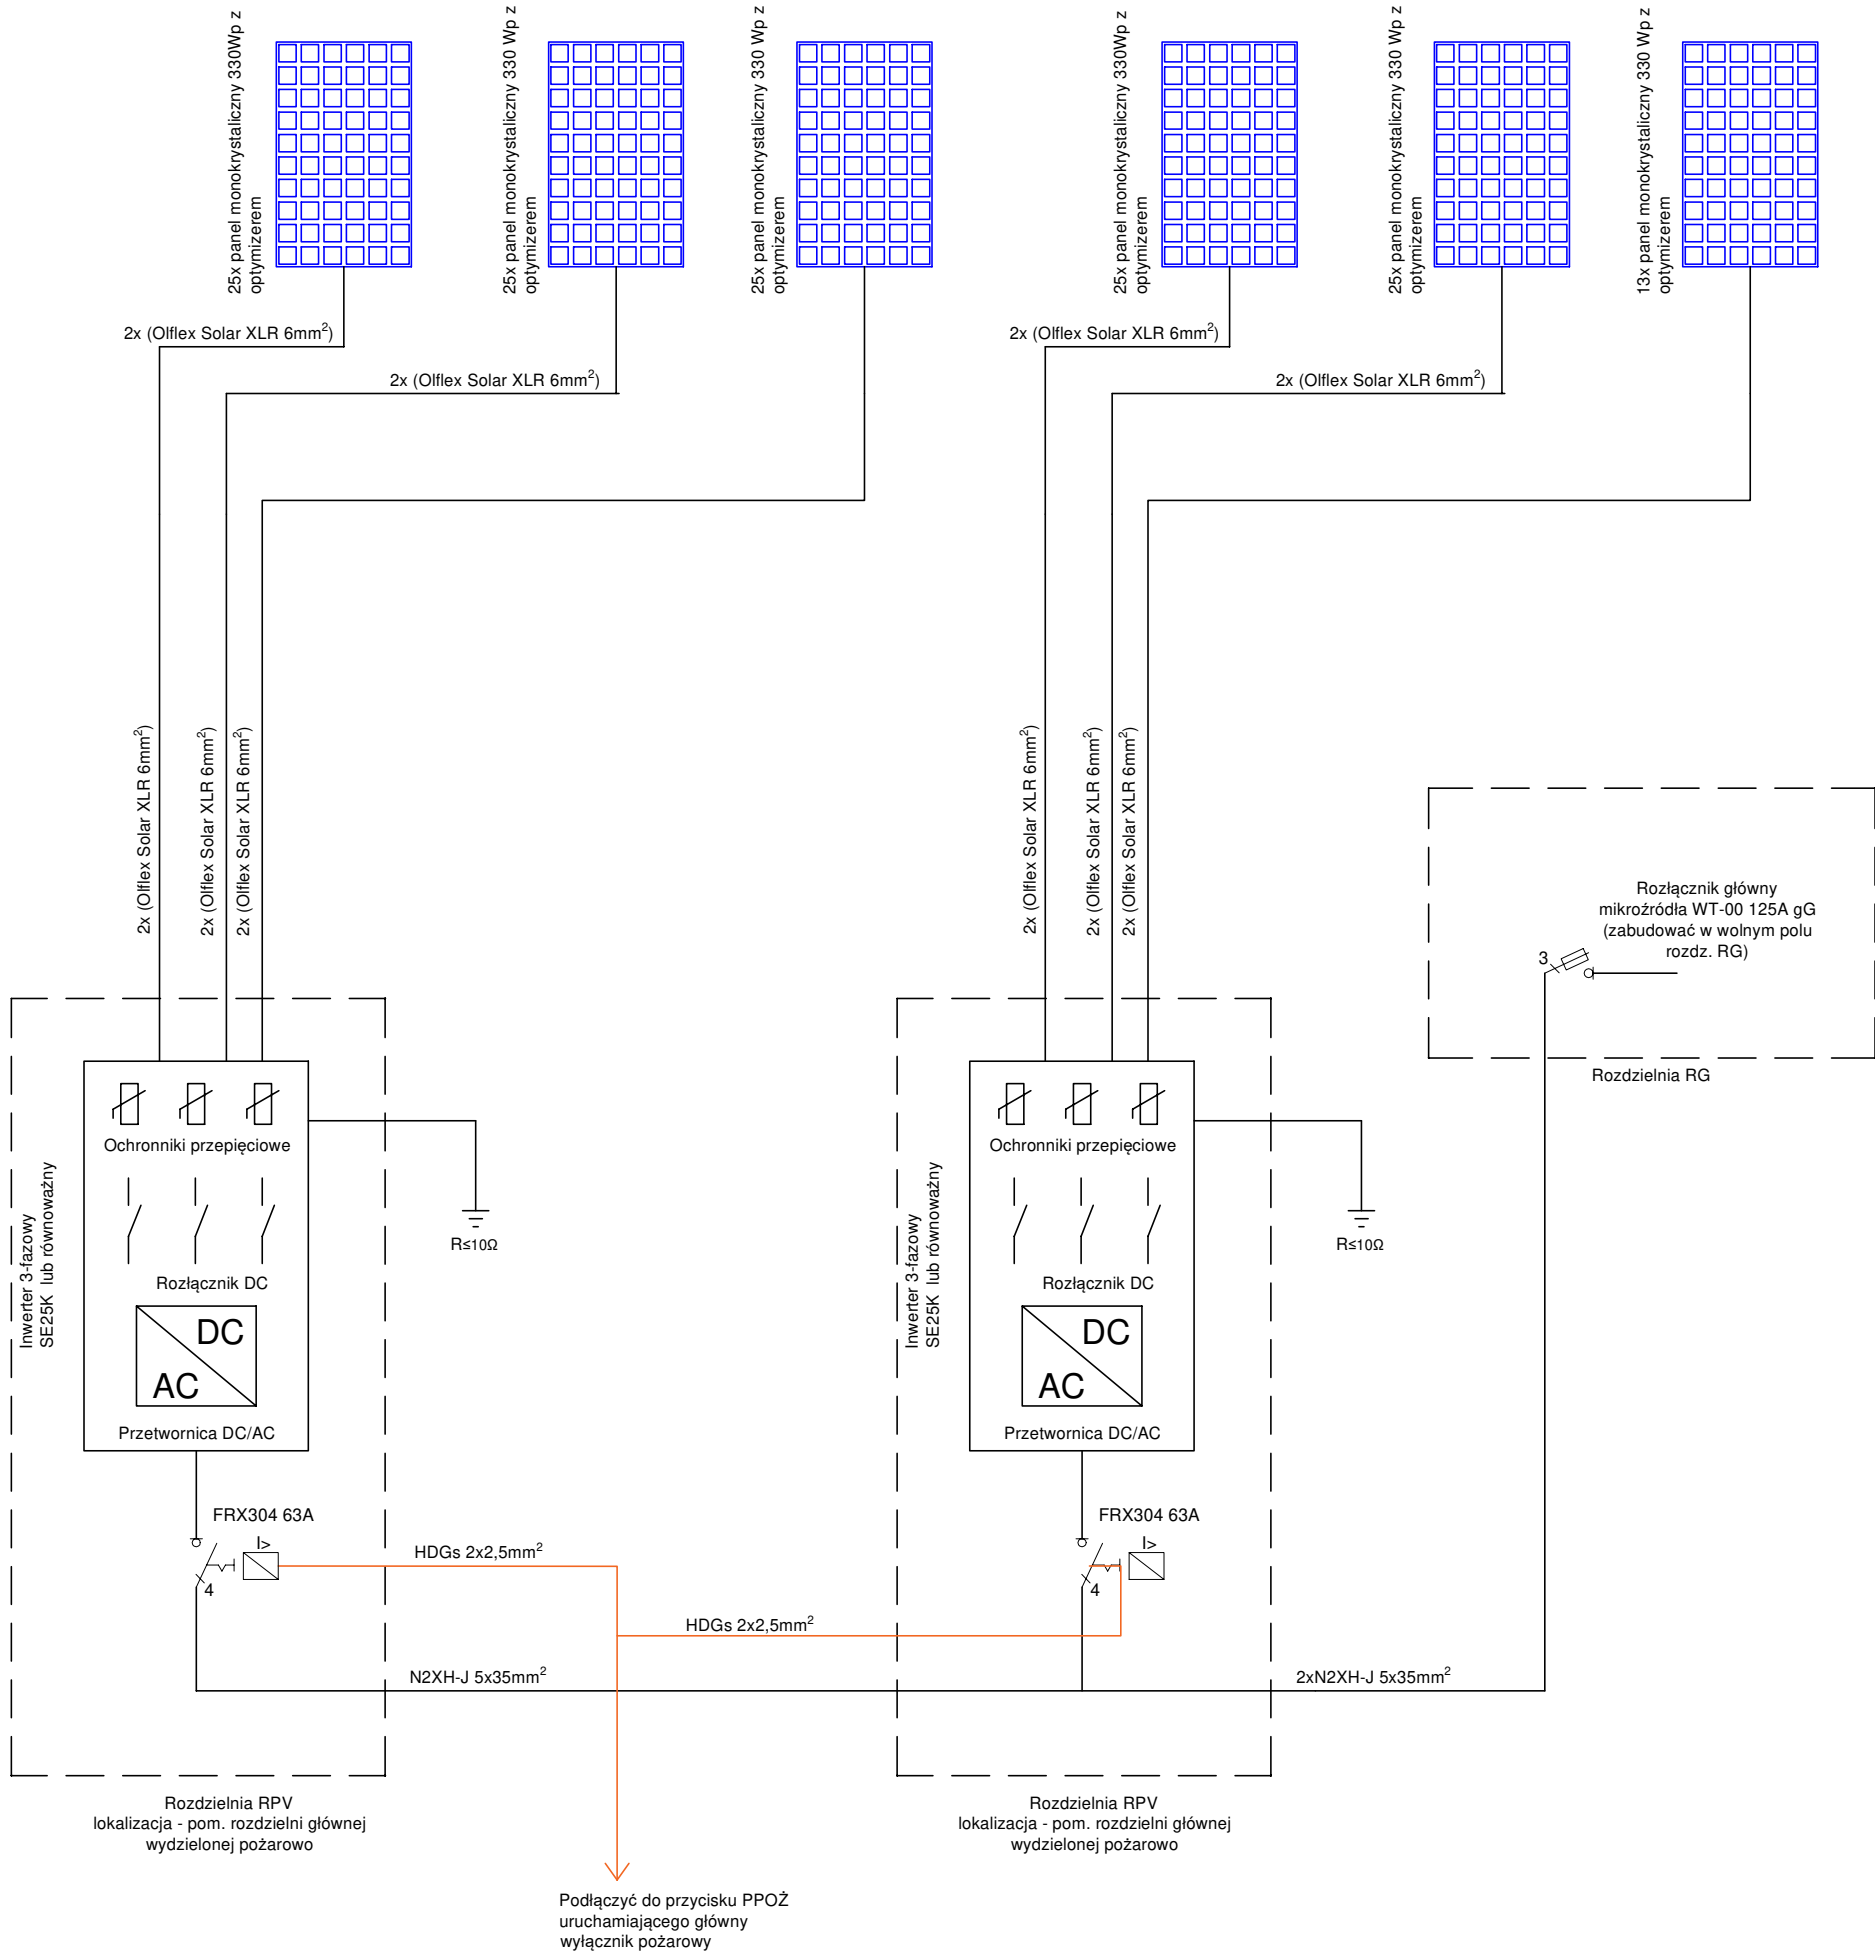 25x panel monokrystaliczny 330Wp z
optymizerem
25x panel monokrystaliczny 330 Wp z
optymizerem
25x panel monokrystaliczny 330 Wp z
optymizerem
25x panel monokrystaliczny 330Wp z
optymizerem
25x panel monokrystaliczny 330 Wp z
optymizerem
13x panel monokrystaliczny 330 Wp z
optymizerem
2x (Olflex Solar XLR 6mm²)
2x (Olflex Solar XLR 6mm²)
2x (Olflex Solar XLR 6mm²)
2x (Olflex Solar XLR 6mm²)
2x (Olflex Solar XLR 6mm²)
2x (Olflex Solar XLR 6mm²)
2x (Olflex Solar XLR 6mm²)
2x (Olflex Solar XLR 6mm²)
2x (Olflex Solar XLR 6mm²)
2x (Olflex Solar XLR 6mm²)
Rozłącznik główny
mikroźródła WT-00 125A gG
(zabudować w wolnym polu
rozdz. RG)
3
Rozdzielnia RG
Inwerter 3-fazowy
SE25K lub równoważny
Ochronniki przepięciowe
Rozłącznik DC
DC
AC
Przetwornica DC/AC
R≤10Ω
FRX304 63A
I>
4
HDGs 2x2,5mm²
Inwerter 3-fazowy
SE25K lub równoważny
Ochronniki przepięciowe
Rozłącznik DC
DC
AC
Przetwornica DC/AC
R≤10Ω
FRX304 63A
I>
4
HDGs 2x2,5mm²
N2XH-J 5x35mm²
2xN2XH-J 5x35mm²
Rozdzielnia RPV
lokalizacja - pom. rozdzielni głównej
wydzielonej pożarowo
Rozdzielnia RPV
lokalizacja - pom. rozdzielni głównej
wydzielonej pożarowo
Podłączyć do przycisku PPOŻ
uruchamiającego główny
wyłącznik pożarowy